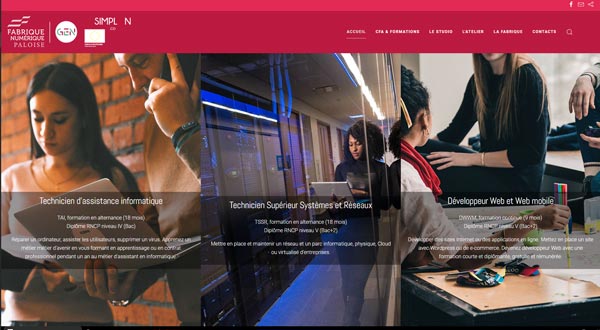 SIMPL N
CO
FABRIQUE
NUMÉRIQUE
PALOISE
GEN
ACCUEIL
CFA & FORMATIONS
LE STUDIO
L'ATELIER
LA FABRIQUE
CONTACTS
Technicien d'assistance informatique
TAI, formation en alternance (18 mois)
Diplôme RNCP niveau IV (Bac)
Réparer un ordinateur, assister les utilisateurs, supprimer un virus. Apprenez un
métier métier d'avenir en vous formant en apprentissage ou en contrat
professionnel pendant un an au métier d'assistant en informatique.
Technicien Supérieur Systèmes et Réseaux
TSSR, formation en alternance (18 mois)
Diplôme RNCP niveau V (Bac+2)
Mettre en place et maintenir un réseau et un parc informatique, physique, Cloud
ou virtualisé d'entreprises.
Développeur Web et Web mobile
DWWM, formation continue (9 mois)
Diplôme RNCP niveau V (Bac+2)
Développer des sites Internet ou des applications en ligne. Mettez en place un site
avec Wordpress ou de e-commerce. Devenez développeur Web avec une
formation courte et diplômante, gratuite et rémunérée.